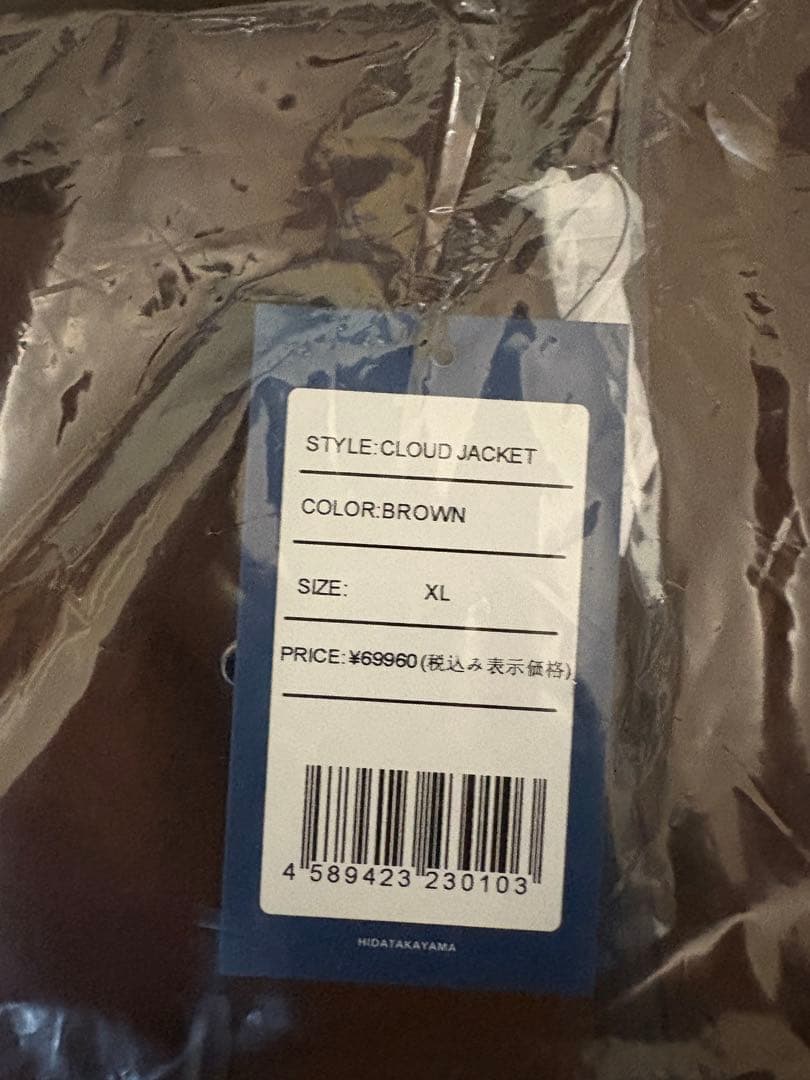 STYLE:CLOUD JACKET
COLOR:BROWN
SIZE: XL
PRICE:¥69960(税込み表示価格)
4 589423 230103
HIDATAKAYAMA